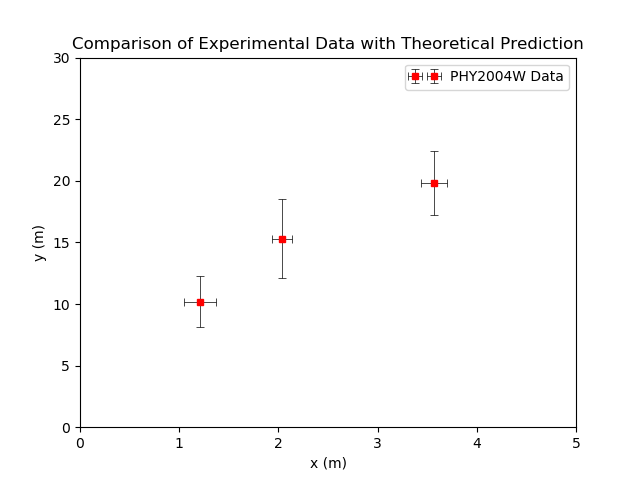 Comparison of Experimental Data with Theoretical Prediction
PHY2004W Data
30
25
20
15
10
5
0
y (m)
0 1 2 3 4 5
x (m)